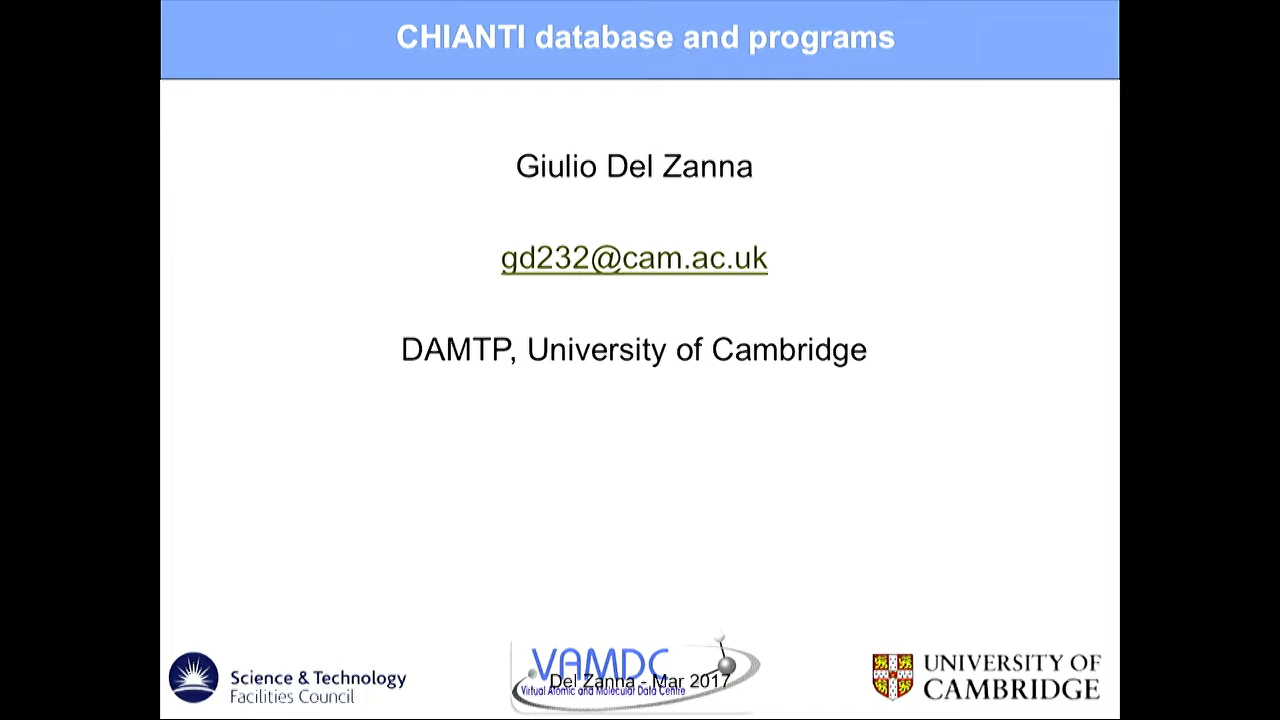 CHIANTI database and programs
Giulio Del Zanna
gd232@cam.ac.uk
DAMTP, University of Cambridge
Science & Technology
Facilities Council
VAMDC
Del Zanna - Mar 2017
Virtual Atomic and Molecular Data Centre
UNIVERSITY OF
CAMBRIDGE